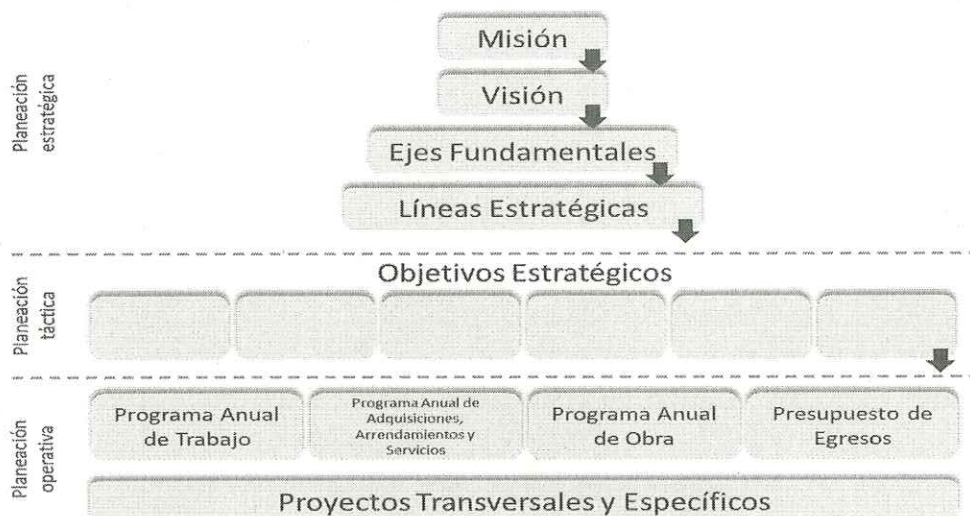 Planeación
estratégica
Misión
Visión
Ejes Fundamentales
Líneas Estratégicas
Planeación
táctica
Objetivos Estratégicos
Planeación
operativa
Programa Anual
de Trabajo
Programa Anual de
Adquisiciones,
Arrendamientos y
Servicios
Programa Anual
de Obra
Presupuesto de
Egresos
Proyectos Transversales y Específicos